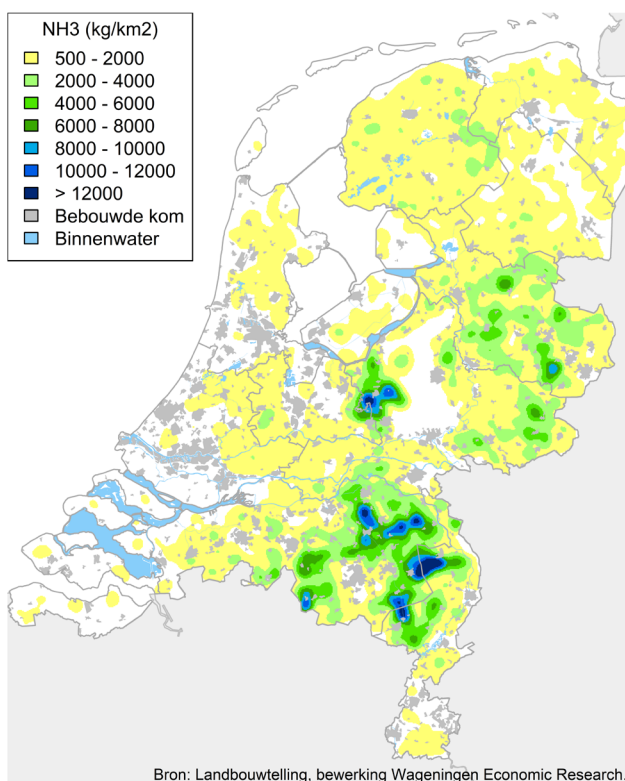 NH3 (kg/km2)
500 - 2000
2000 - 4000
4000 - 6000
6000 - 8000
8000 - 10000
10000 - 12000
> 12000
Bebouwde kom
Binnenwater
Bron: Landbouwtelling, bewerking Wageningen Economic Research